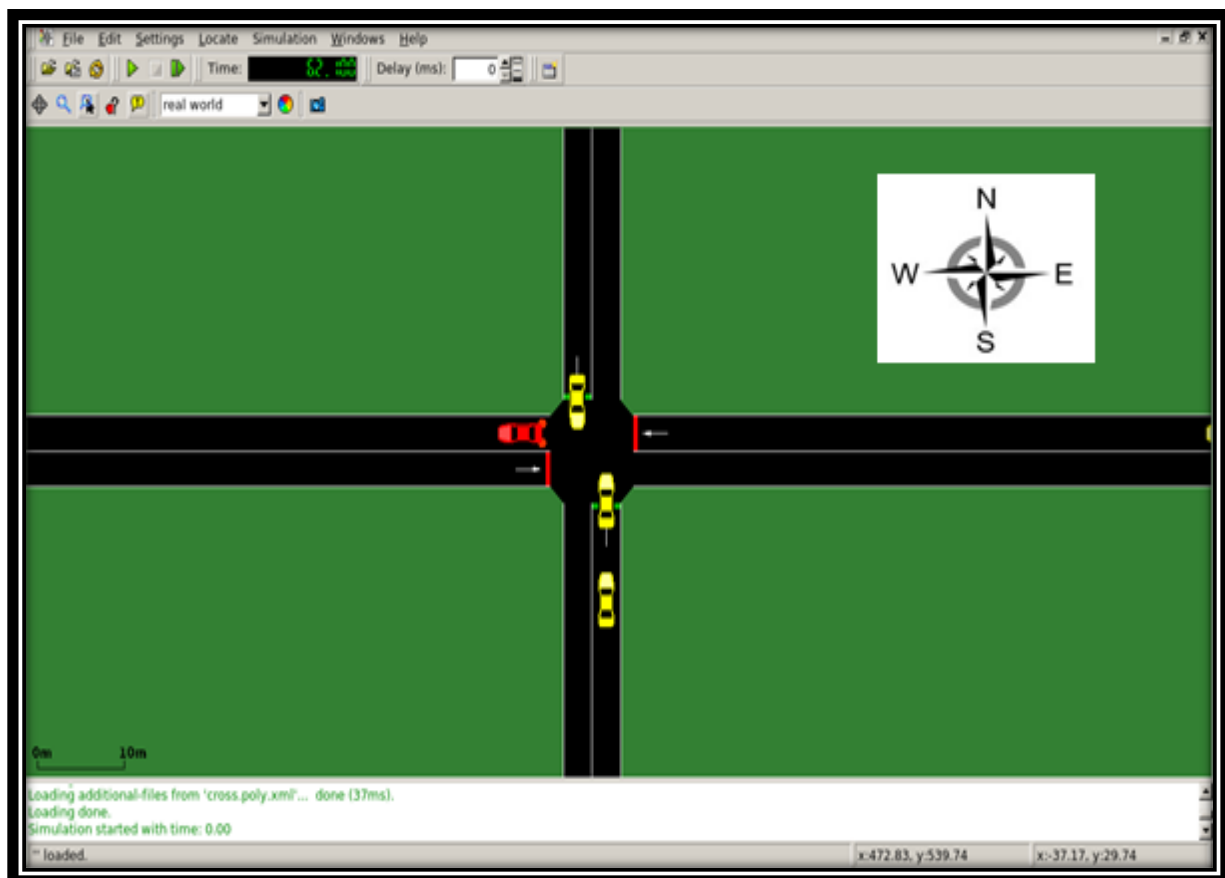 File Edit Settings Locate Simulation Windows Help
Time: 62.100 Delay (ms): 0
real world
N
W E
S
0m 10m
Loading additional-files from 'cross.poly.xml'... done (37ms).
Loading done.
Simulation started with time: 0.00
'' loaded. x:472.83, y:539.74 x:-37.17, y:29.74